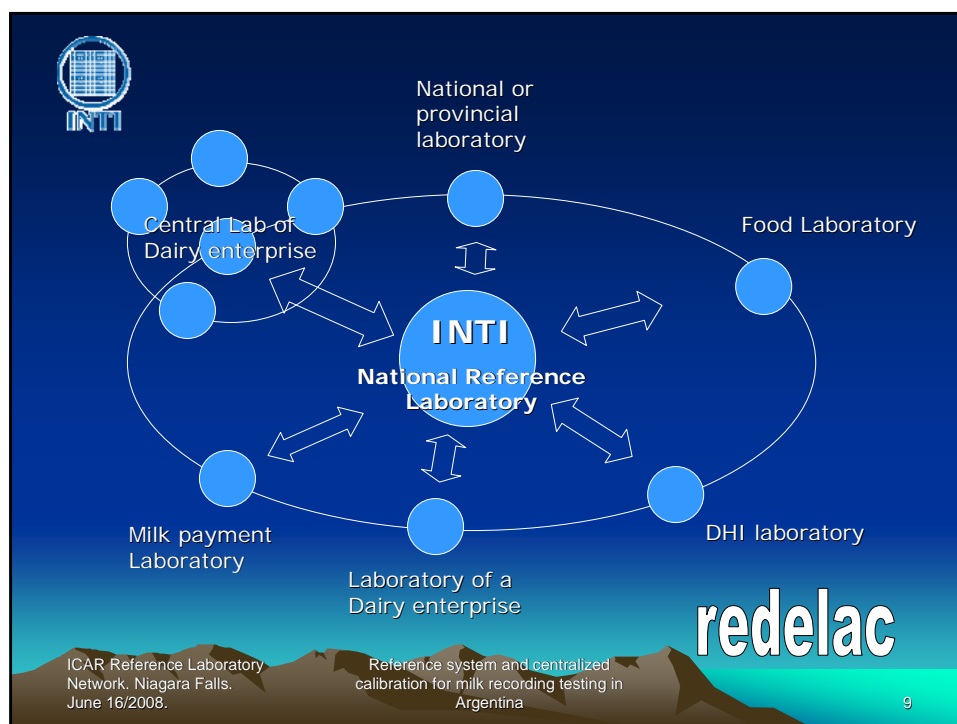 INTI
National or
provincial
laboratory
Central Lab of
Dairy enterprise
Food Laboratory
INTI
National Reference
Laboratory
Milk payment
Laboratory
DHI laboratory
Laboratory of a
Dairy enterprise
redelac
ICAR Reference Laboratory
Network. Niagara Falls.
June 16/2008.
Reference system and centralized
calibration for milk recording testing in
Argentina
9